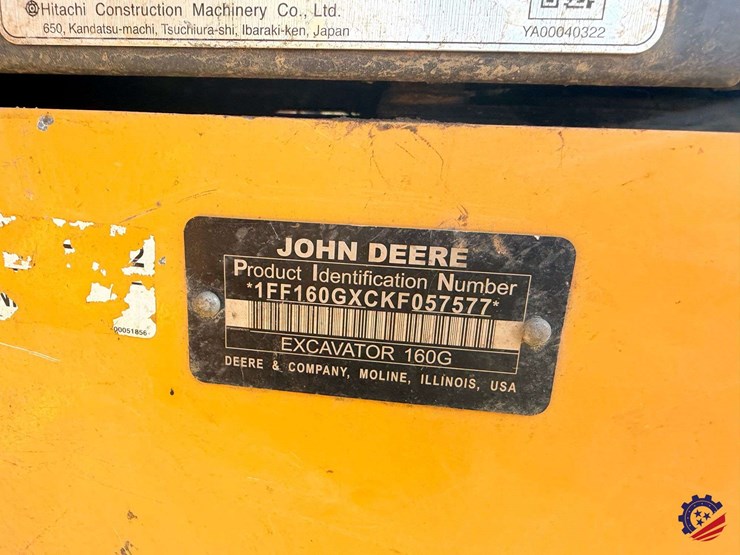 @Hitachi Construction Machinery Co., Ltd.
650, Kandatsu-machi, Tsuchiura-shi, Ibaraki-ken, Japan
YA00040322
2
00051856
JOHN DEERE
Product Identification Number
*1FF160GXCKF057577*
EXCAVATOR 160G
DEERE & COMPANY, MOLINE, ILLINOIS, USA